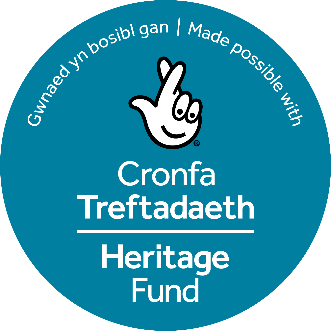 Gwnaed yn bosibl gan | Made possible with
Cronfa
Treftadaeth
Heritage
Fund